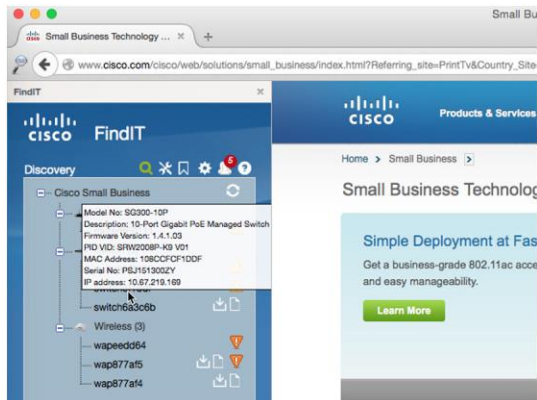 Small Bu
Small Business Technology ...
www.cisco.com/cisco/web/solutions/small_business/index.html?Referring_site=PrintTv&Country_Site
FindIT
CISCO FindIT
Discovery
Cisco Small Business
Model No: SG300-10P
Description: 10-Port Gigabit PoE Managed Switch
Firmware Version: 1.4.1.03
PID VID: SRW2008P-K9 V01
MAC Address: 108CCFCF1DDF
Serial No: PSJ151300ZY
IP address: 10.67.219.169
switch6a3c6b
Wireless (3)
wapeedd64
wap877af5
wap877af4
CISCO
Products & Services
Home > Small Business >
Small Business Technolog
Simple Deployment at Fas
Get a business-grade 802.11ac acce
and easy manageability.
Learn More